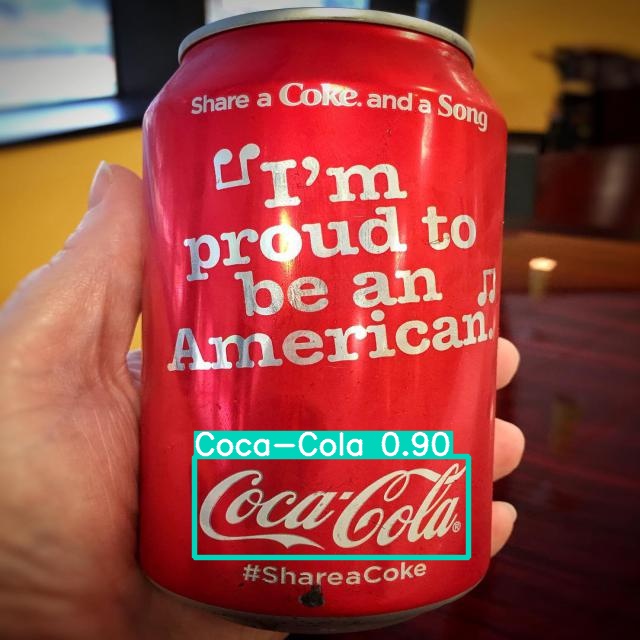 Share a Coke. and a Song
I'm
proud to
be an
American.
Coca-Cola 0.90
Coca-Cola®
#ShareaCoke